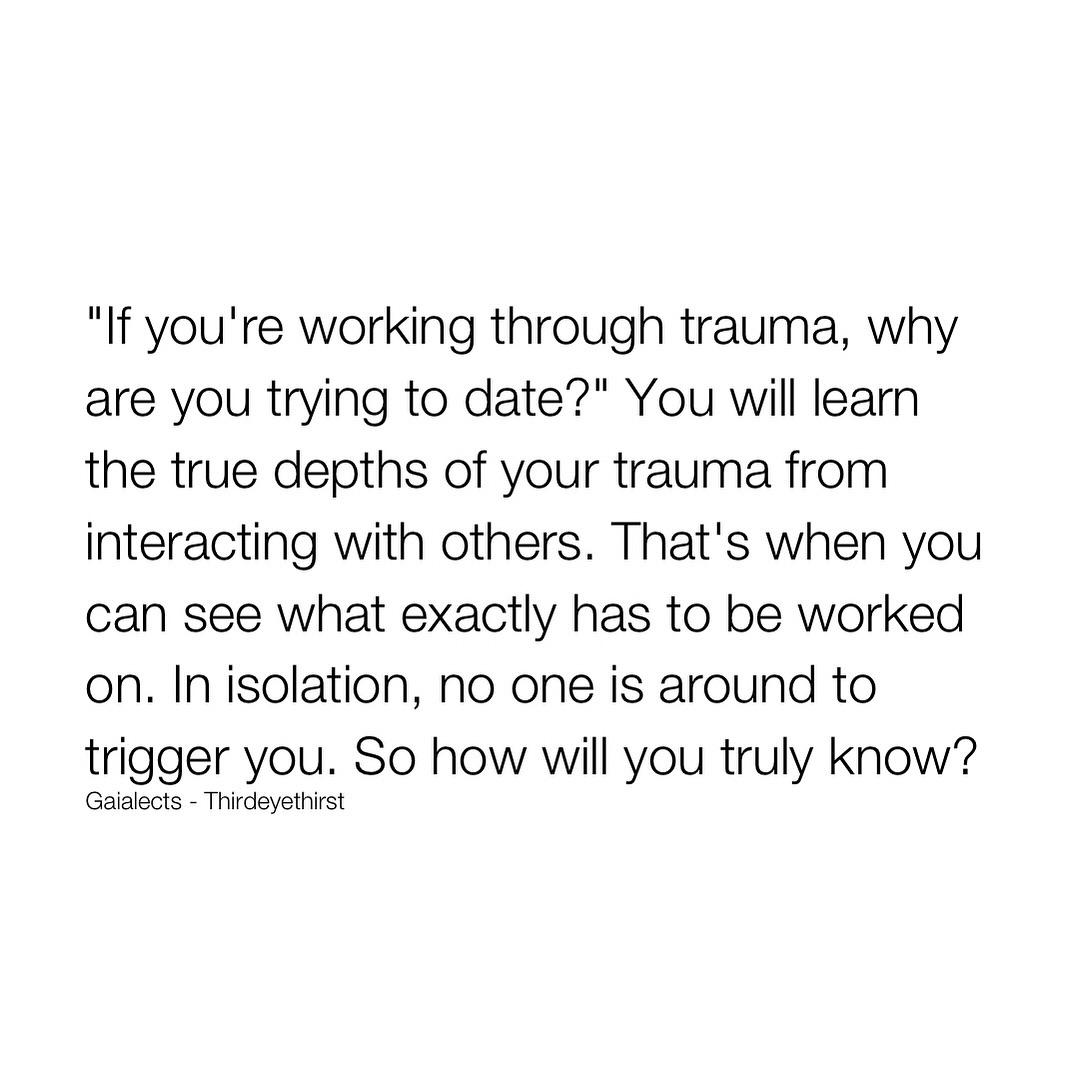 "If you're working through trauma, why
are you trying to date?" You will learn
the true depths of your trauma from
interacting with others. That's when you
can see what exactly has to be worked
on. In isolation, no one is around to
trigger you. So how will you truly know?
Gaialects - Thirdeyethirst